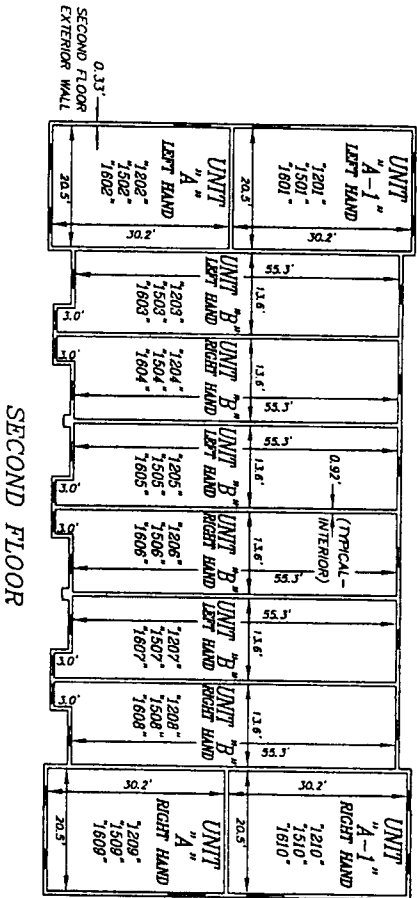 UNIT
"A-1"
LEFT HAND
"1201"
"1501"
"1601"
20.5'
30.2'
UNIT
"A"
LEFT HAND
"1202"
"1502"
"1602"
20.5'
30.2'
0.33'
SECOND FLOOR
EXTERIOR WALL
55.3'
13.6'
UNIT "B"
LEFT HAND
"1203"
"1503"
"1603"
3.0'
13.6'
UNIT "B"
RIGHT HAND
"1204"
"1504"
"1604"
55.3'
3.0'
55.3'
13.6'
UNIT "B"
LEFT HAND
"1205"
"1505"
"1605"
3.0'
0.92'
(TYPICAL-
INTERIOR)
13.6'
UNIT "B"
RIGHT HAND
"1206"
"1506"
"1606"
55.3'
3.0'
55.3'
13.6'
UNIT "B"
LEFT HAND
"1207"
"1507"
"1607"
3.0'
13.6'
UNIT "B"
RIGHT HAND
"1208"
"1508"
"1608"
55.3'
3.0'
30.2'
UNIT
"A-1"
RIGHT HAND
"1210"
"1510"
"1610"
20.5'
30.2'
UNIT
"A"
RIGHT HAND
"1209"
"1509"
"1609"
20.5'
SECOND FLOOR